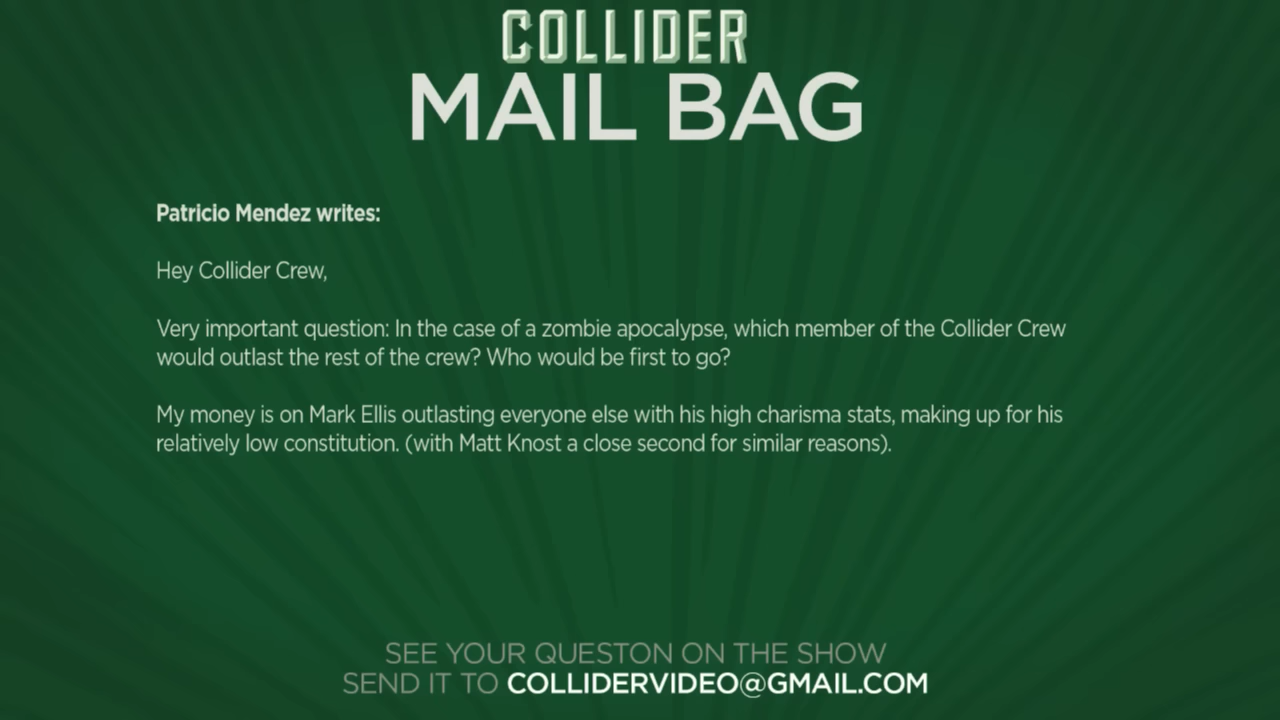 COLLIDER
MAIL BAG
Patricio Mendez writes:
Hey Collider Crew,
Very important question: In the case of a zombie apocalypse, which member of the Collider Crew
would outlast the rest of the crew? Who would be first to go?
My money is on Mark Ellis outlasting everyone else with his high charisma stats, making up for his
relatively low constitution. (with Matt Knost a close second for similar reasons).
SEE YOUR QUESTON ON THE SHOW
SEND IT TO COLLIDERVIDEO@GMAIL.COM